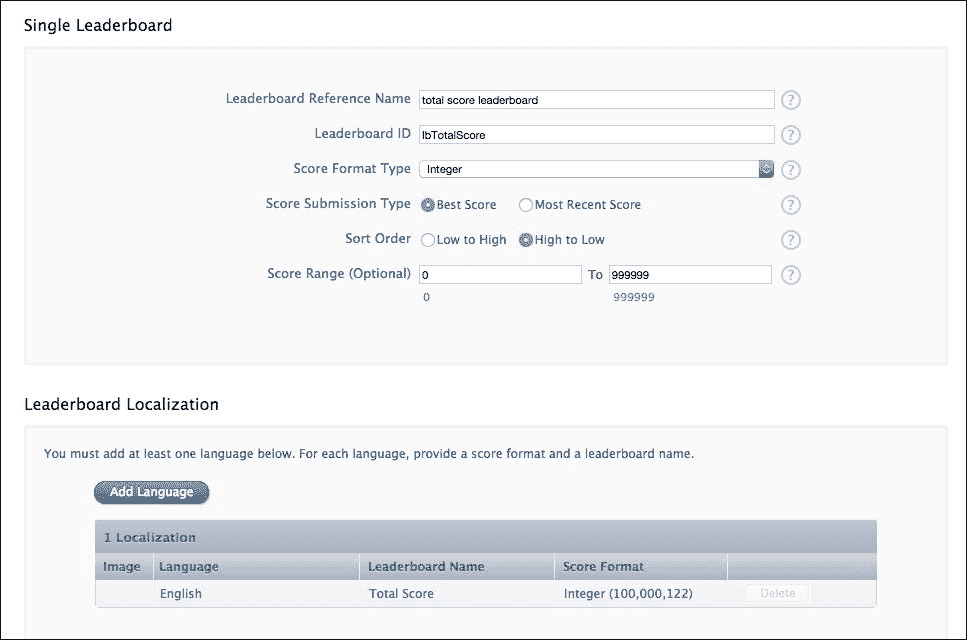 Single Leaderboard
Leaderboard Reference Name total score leaderboard ?
Leaderboard ID lbTotalScore ?
Score Format Type Integer ?
Score Submission Type Best Score Most Recent Score ?
Sort Order Low to High High to Low ?
Score Range (Optional) 0 To 999999 ?
0 999999
Leaderboard Localization
You must add at least one language below. For each language, provide a score format and a leaderboard name.
Add Language
1 Localization
Image Language Leaderboard Name Score Format
English Total Score Integer (100,000,122) Delete